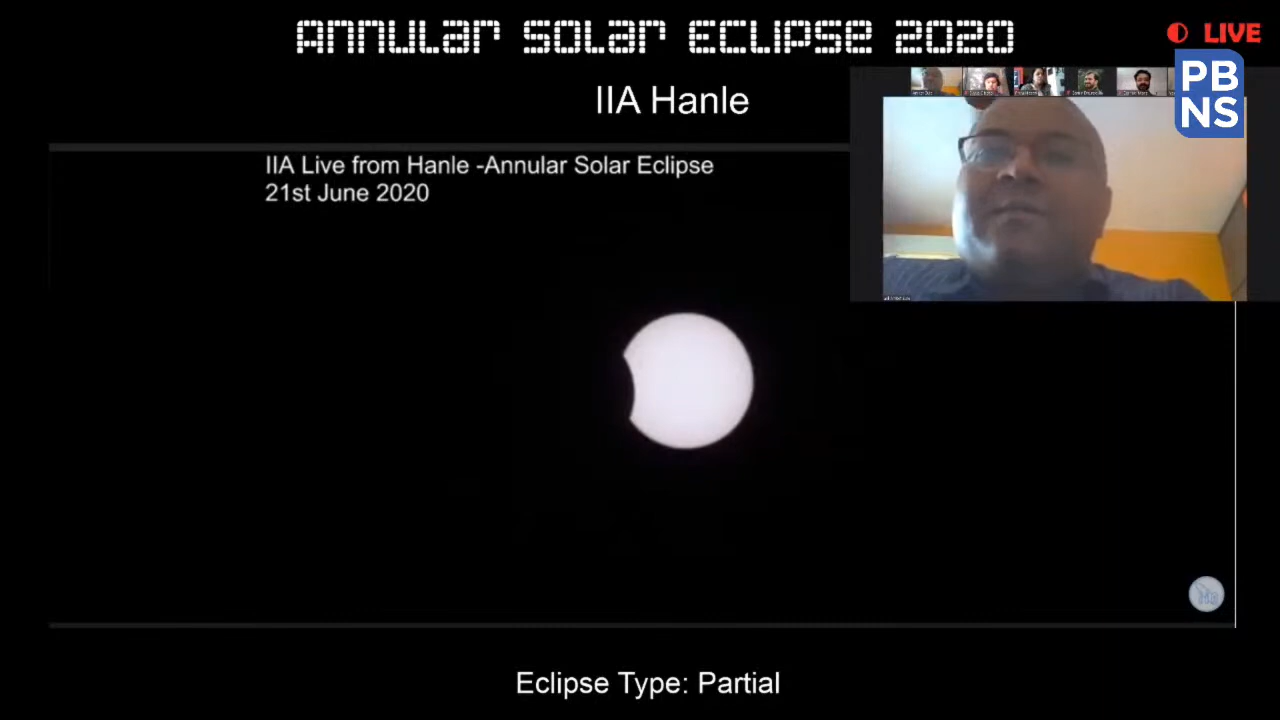 ANNULAR SOLAR ECLIPSE 2020
LIVE
PB
NS
IIA Hanle
IIA Live from Hanle -Annular Solar Eclipse
21st June 2020
Eclipse Type: Partial